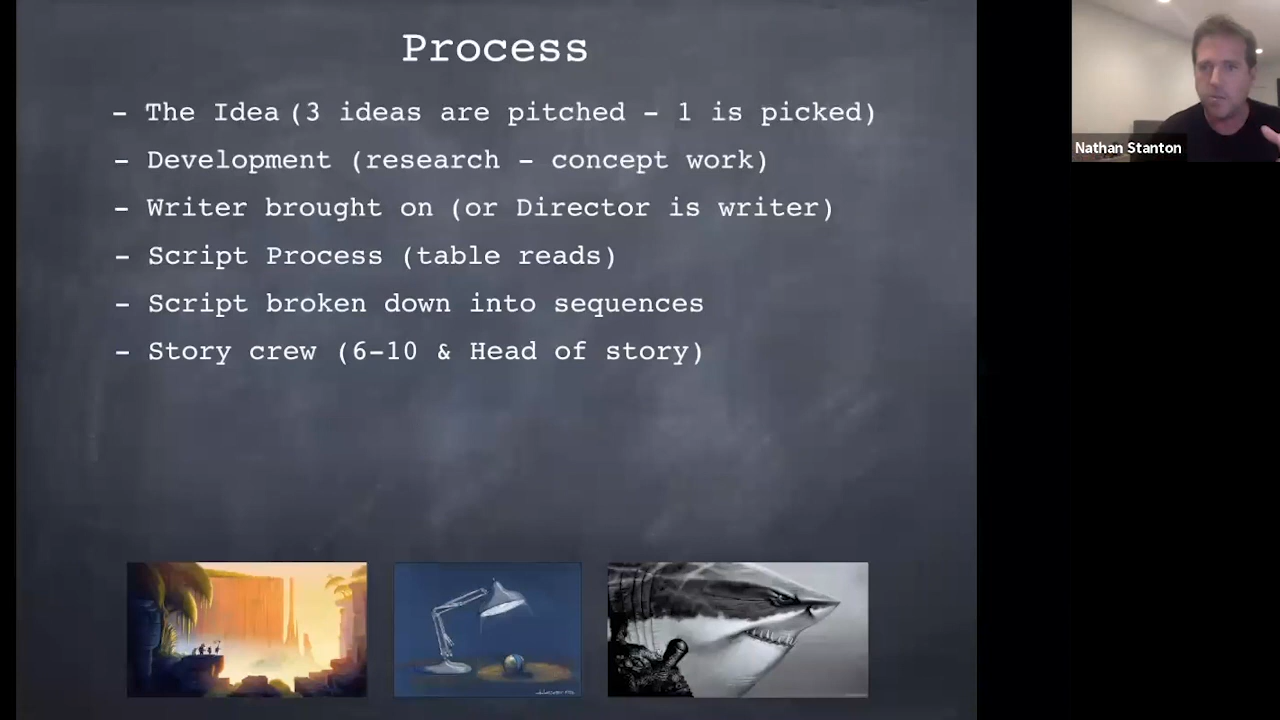 Process
- The Idea (3 ideas are pitched - 1 is picked)
- Development (research - concept work)
- Writer brought on (or Director is writer)
- Script Process (table reads)
- Script broken down into sequences
- Story crew (6-10 & Head of story)
Nathan Stanton